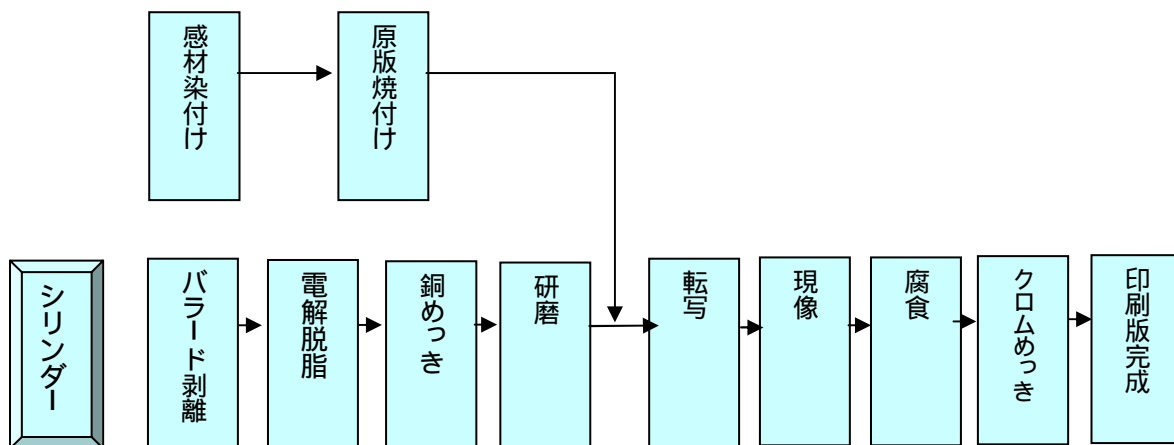 感材染付け
原版焼付け
シリンダー
バラード剥離
電解脱脂
銅めっき
研磨
転写
現像
腐食
クロムめっき
印刷版完成